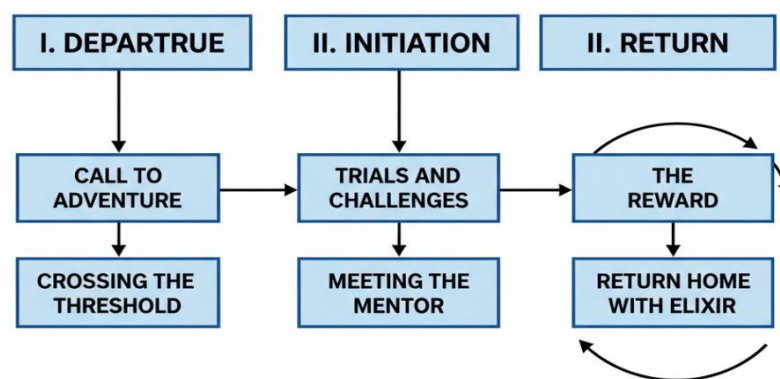 I. DEPARTRUE
II. INITIATION
II. RETURN
CALL TO
ADVENTURE
TRIALS AND
CHALLENGES
THE
REWARD
CROSSING THE
THRESHOLD
MEETING THE
MENTOR
RETURN HOME
WITH ELIXIR